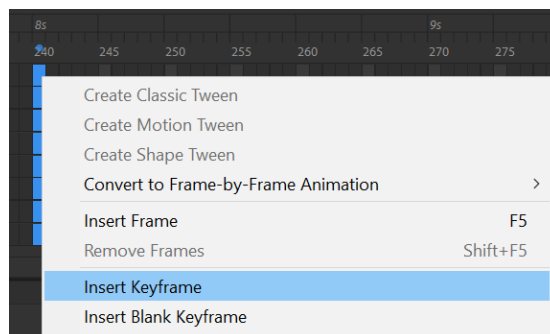 8s 9s
240 245 250 255 260 265 270 275
Create Classic Tween
Create Motion Tween
Create Shape Tween
Convert to Frame-by-Frame Animation >
Insert Frame F5
Remove Frames Shift+F5
Insert Keyframe
Insert Blank Keyframe